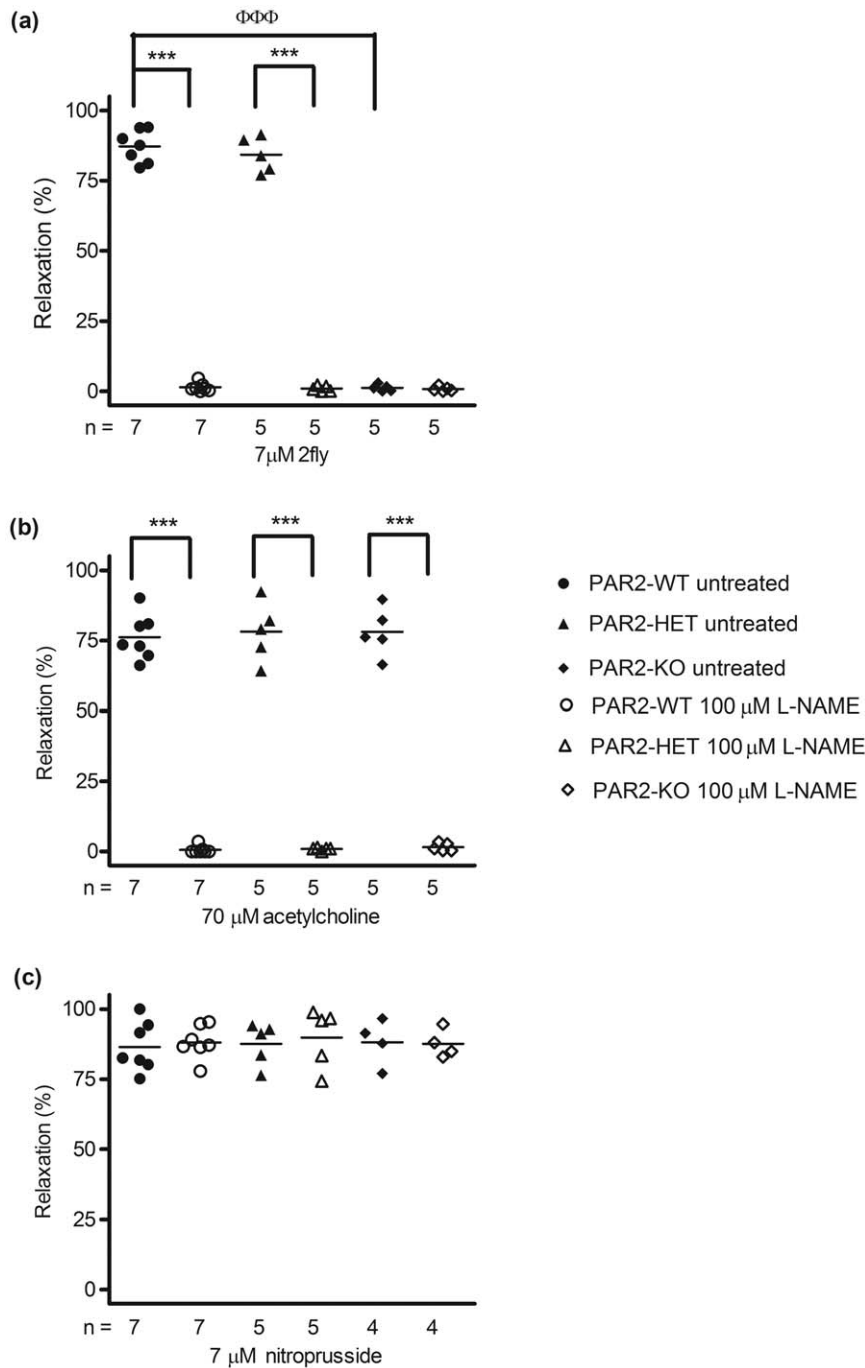 (a)
ΦΦΦ
*** ***
100
75
50
25
0
Relaxation (%)
n = 7 7 5 5 5 5
7μM 2fly
(b)
*** *** ***
100
75
50
25
0
Relaxation (%)
n = 7 7 5 5 5 5
70 μM acetylcholine
PAR2-WT untreated
PAR2-HET untreated
PAR2-KO untreated
PAR2-WT 100 μM L-NAME
PAR2-HET 100 μM L-NAME
PAR2-KO 100 μM L-NAME
(c)
100
75
50
25
0
Relaxation (%)
n = 7 7 5 5 4 4
7 μM nitroprusside